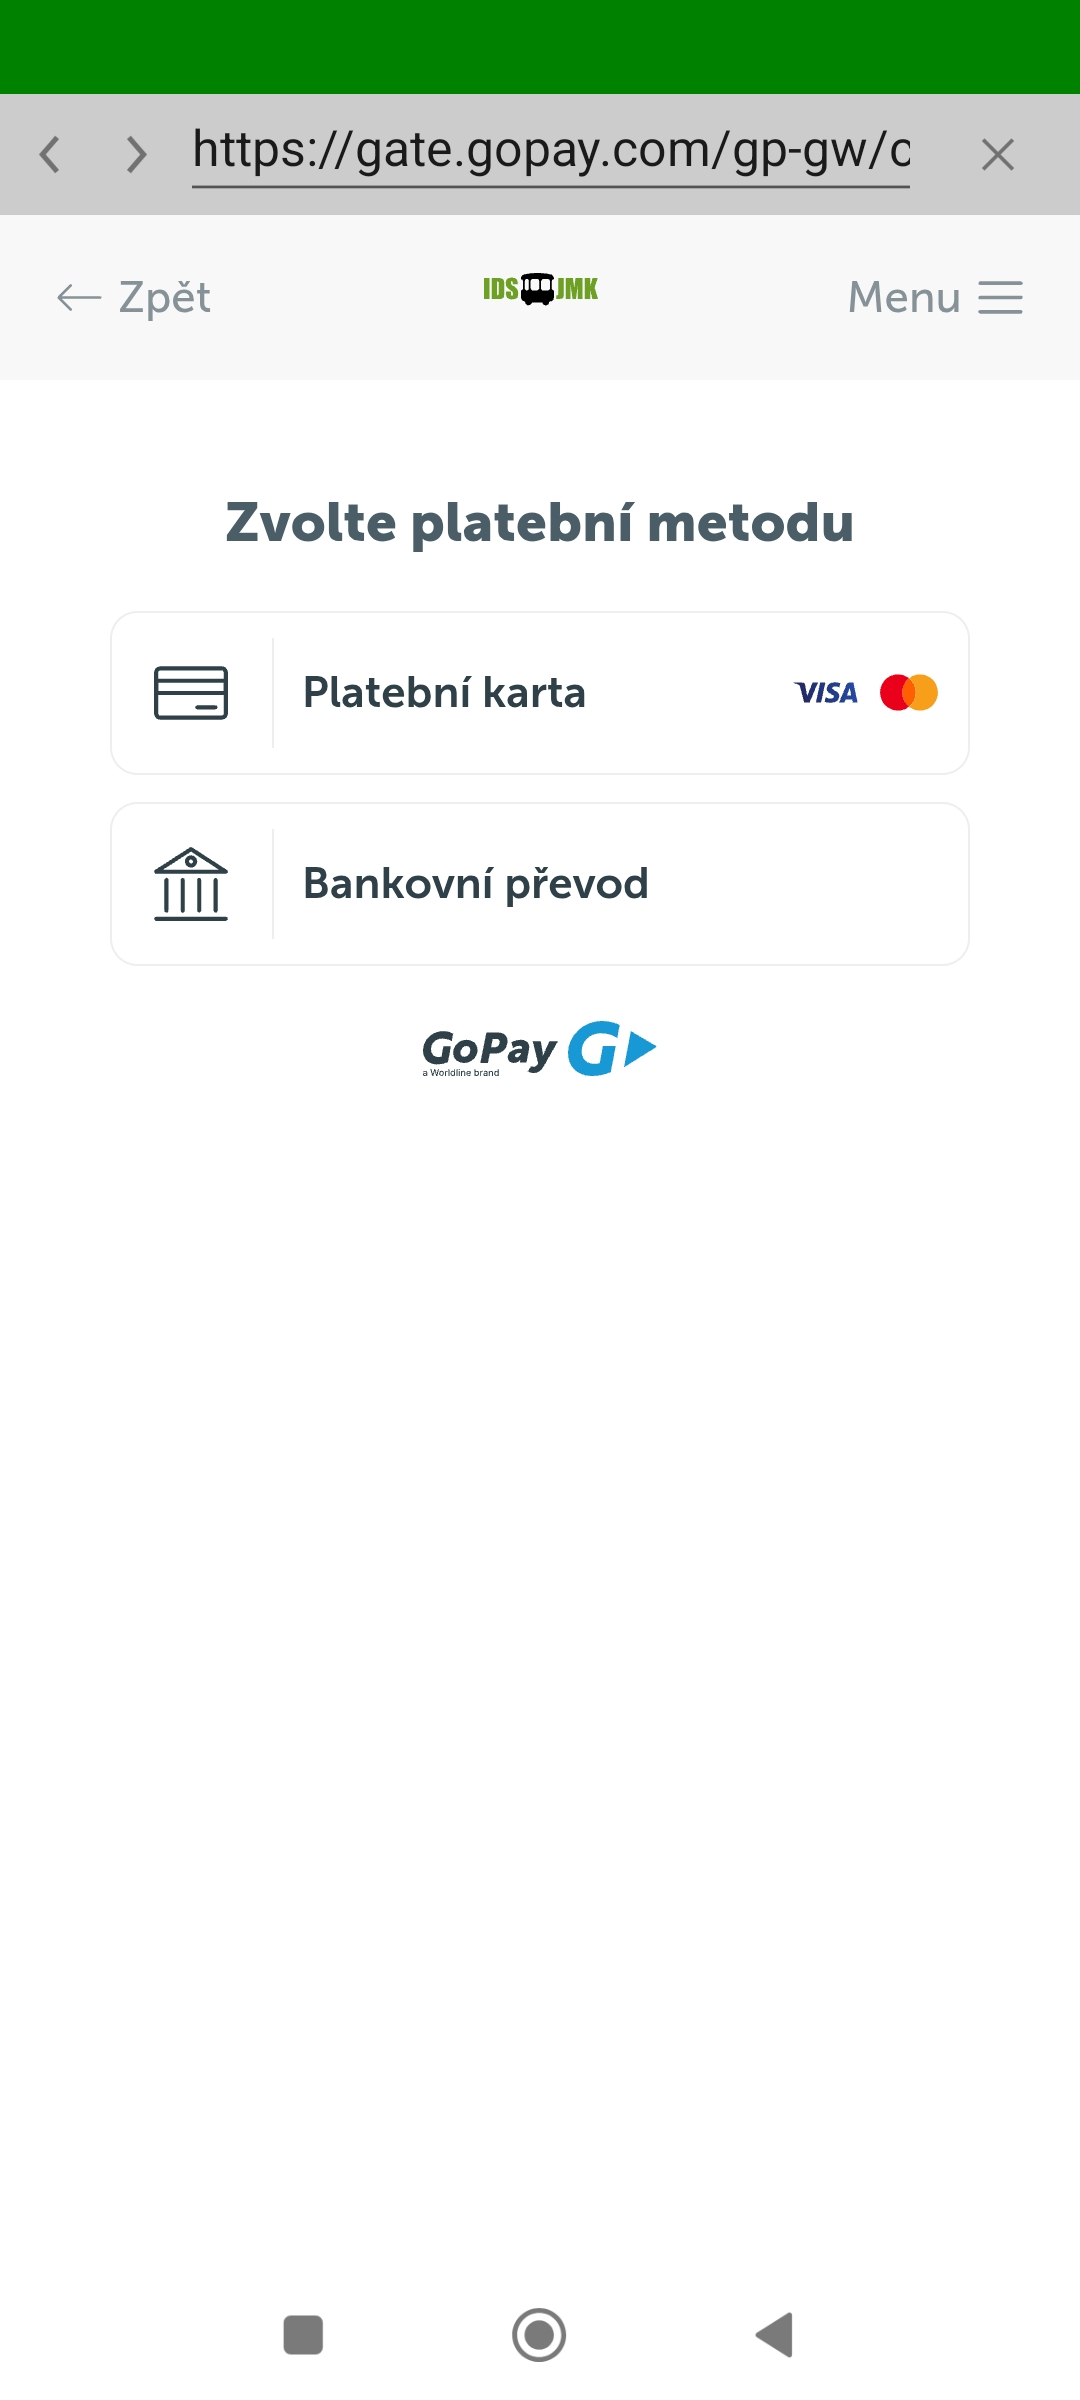 https://gate.gopay.com/gp-gw/c
Zpět
IDS JMK
Menu
Zvolte platební metodu
Platební karta
VISA
Bankovní převod
GoPay G
a Worldline brand